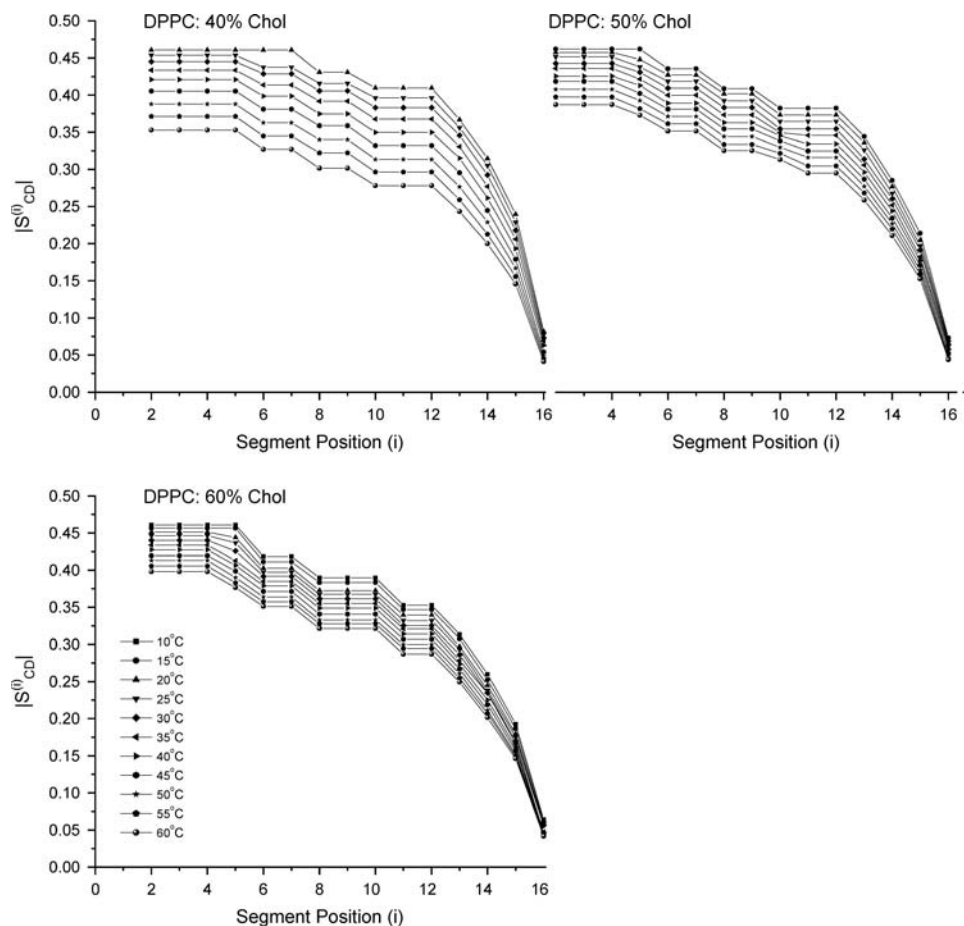 DPPC: 40% Chol
0.50
0.45
0.40
0.35
0.30
0.25
0.20
0.15
0.10
0.05
0.00
|S(i)CD|
0 2 4 6 8 10 12 14 16
Segment Position (i)
DPPC: 50% Chol
4 6 8 10 12 14 16
Segment Position (i)
DPPC: 60% Chol
0.50
0.45
0.40
0.35
0.30
0.25
0.20
0.15
0.10
0.05
0.00
|S(i)CD|
10°C
15°C
20°C
25°C
30°C
35°C
40°C
45°C
50°C
55°C
60°C
0 2 4 6 8 10 12 14 16
Segment Position (i)